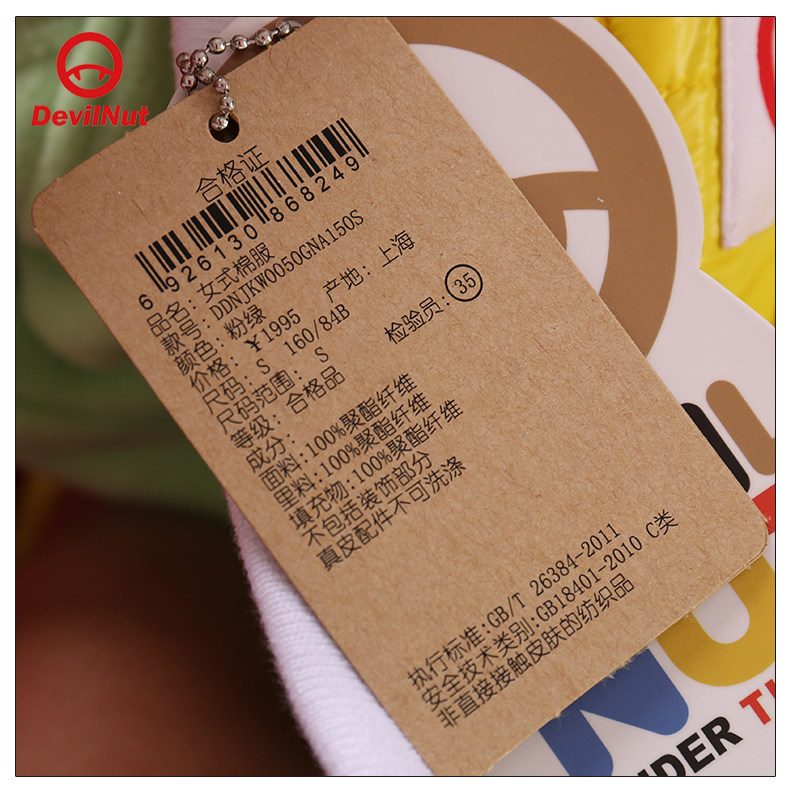 DevilNut
合格证
6 926130 868249
品名: 女式棉服
款号: DDNJKW0050GNA150S
颜色: 粉绿
价格: ¥1995 产地: 上海
尺码: S 160/84B
尺码范围: S 检验员: 35
等级: 合格品
成分:
面料: 100%聚酯纤维
里料: 100%聚酯纤维
填充物: 100%聚酯纤维
不包括装饰部分
真皮配件不可洗涤
执行标准: GB/T 26384-2011
安全技术类别: GB18401-2010 C类
非直接接触皮肤的纺织品